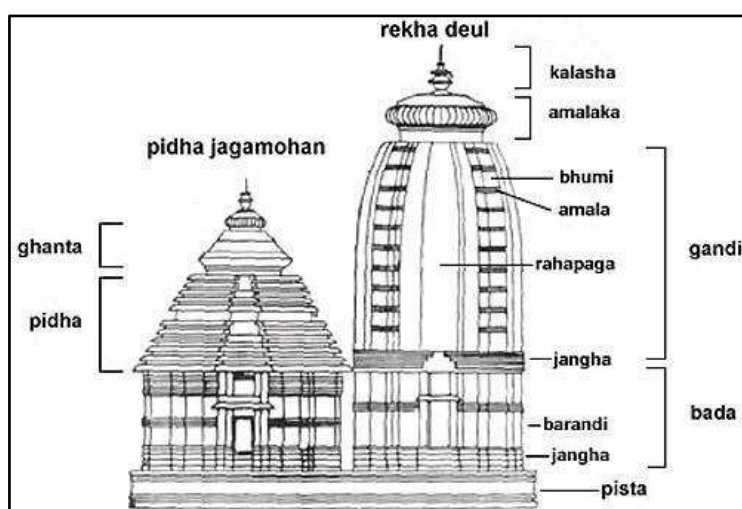 rekha deul
kalasha
amalaka
pidha jagamohan
bhumi
amala
ghanta
gandi
rahapaga
pidha
jangha
bada
barandi
jangha
pista